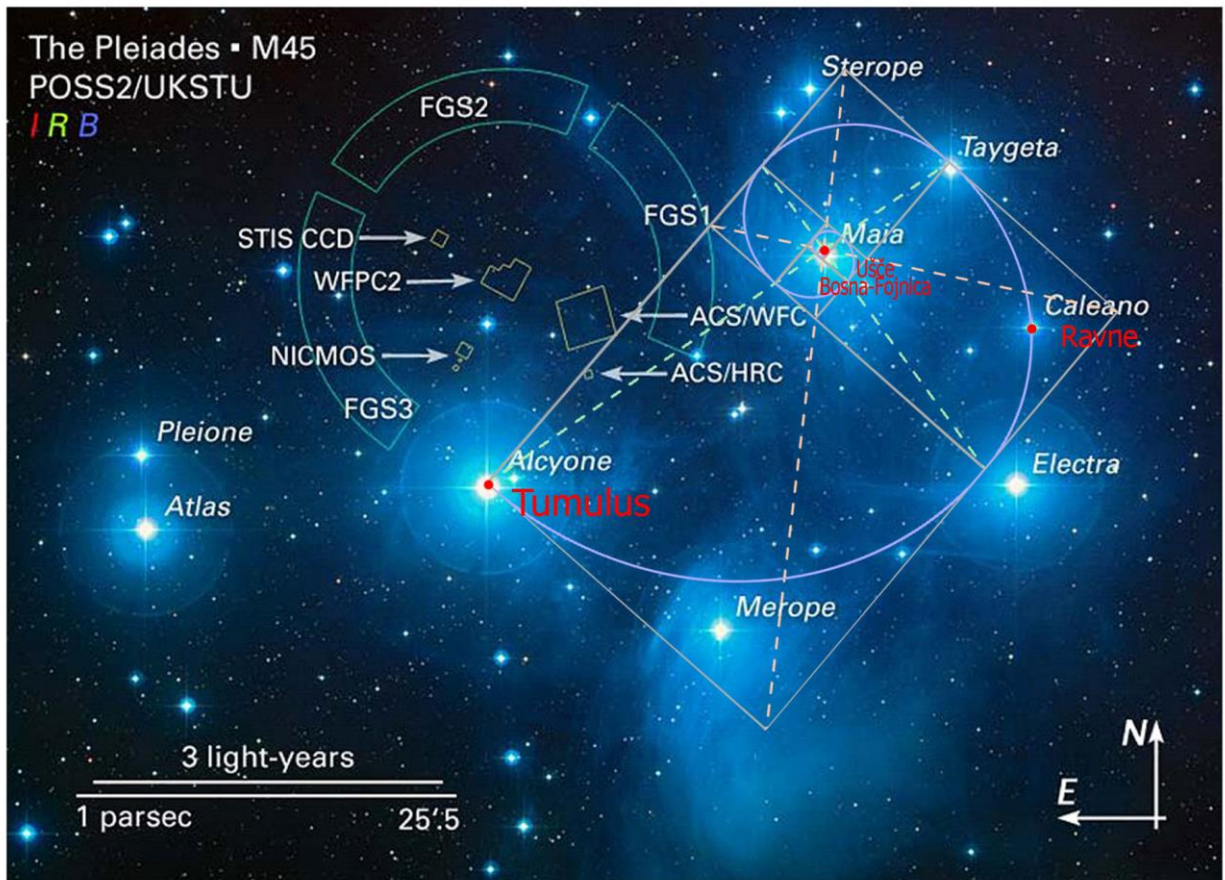 The Pleiades ▪ M45
POSS2/UKSTU
I R B
FGS2
Sterope
Taygeta
FGS1
STIS CCD
Maia
WFPC2
Ušće
Bosna-Fojnica
Caleano
ACS/WFC
Ravne
NICMOS
ACS/HRC
FGS3
Pleione
Alcyone
Electra
Atlas
Tumulus
Merope
3 light-years
1 parsec 25'.5
N
E